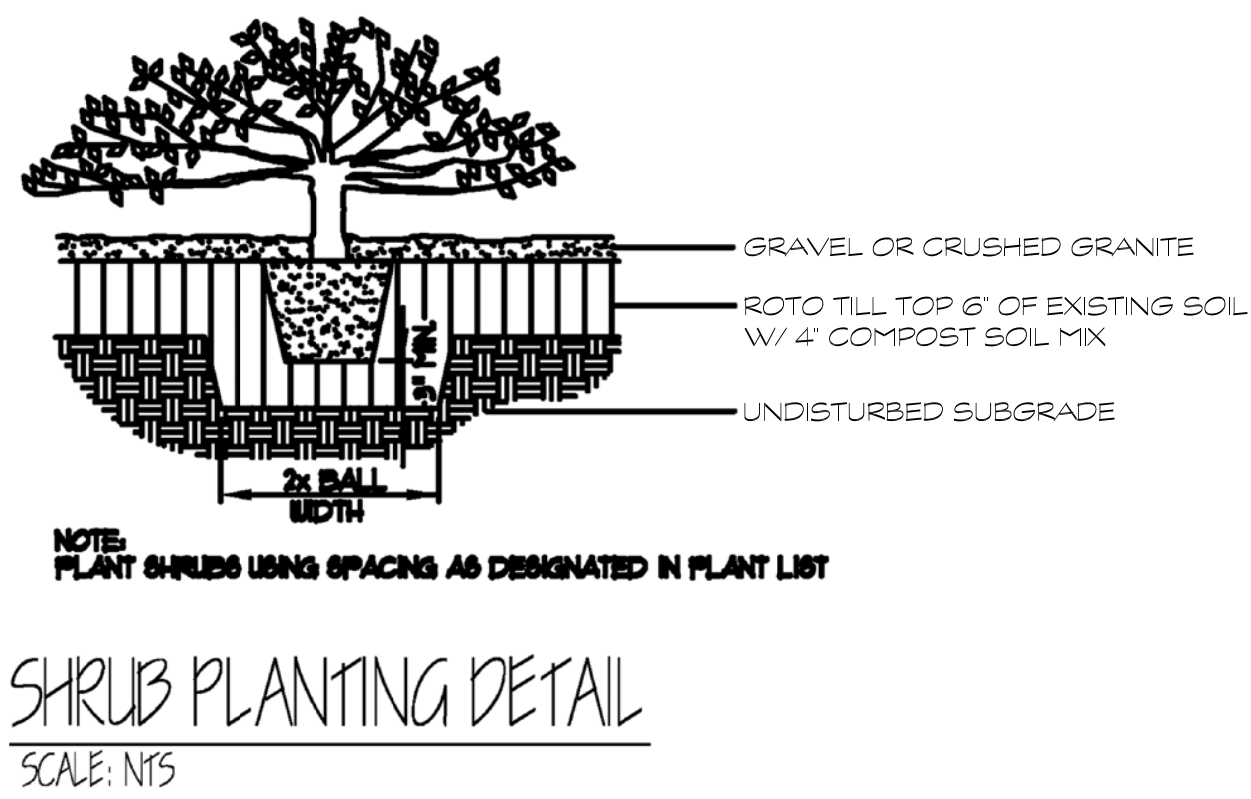 GRAVEL OR CRUSHED GRANITE
ROTO TILL TOP 6" OF EXISTING SOIL
W/ 4" COMPOST SOIL MIX
9" MIN.
UNDISTURBED SUBGRADE
2x BALL
WIDTH
NOTE:
PLANT SHRUBS USING SPACING AS DESIGNATED IN PLANT LIST
SHRUB PLANTING DETAIL
SCALE: NTS